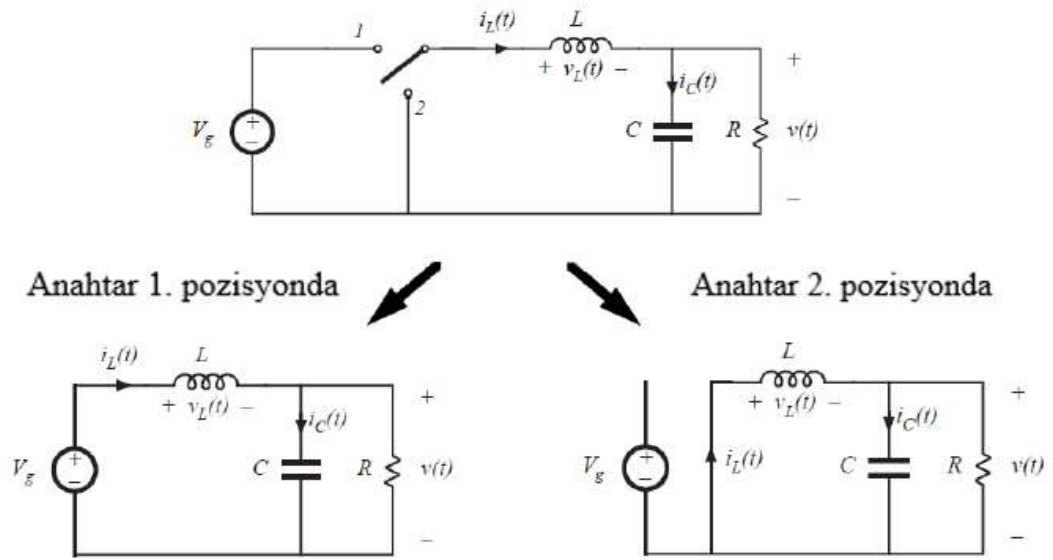 1
i_L(t)
L
+ v_L(t) −
2
i_C(t)
V_g
+
−
C
R
+
v(t)
−
Anahtar 1. pozisyonda
Anahtar 2. pozisyonda
i_L(t)
L
+ v_L(t) −
i_C(t)
V_g
+
−
C
R
+
v(t)
−
L
+ v_L(t) −
i_C(t)
V_g
+
−
i_L(t)
C
R
+
v(t)
−